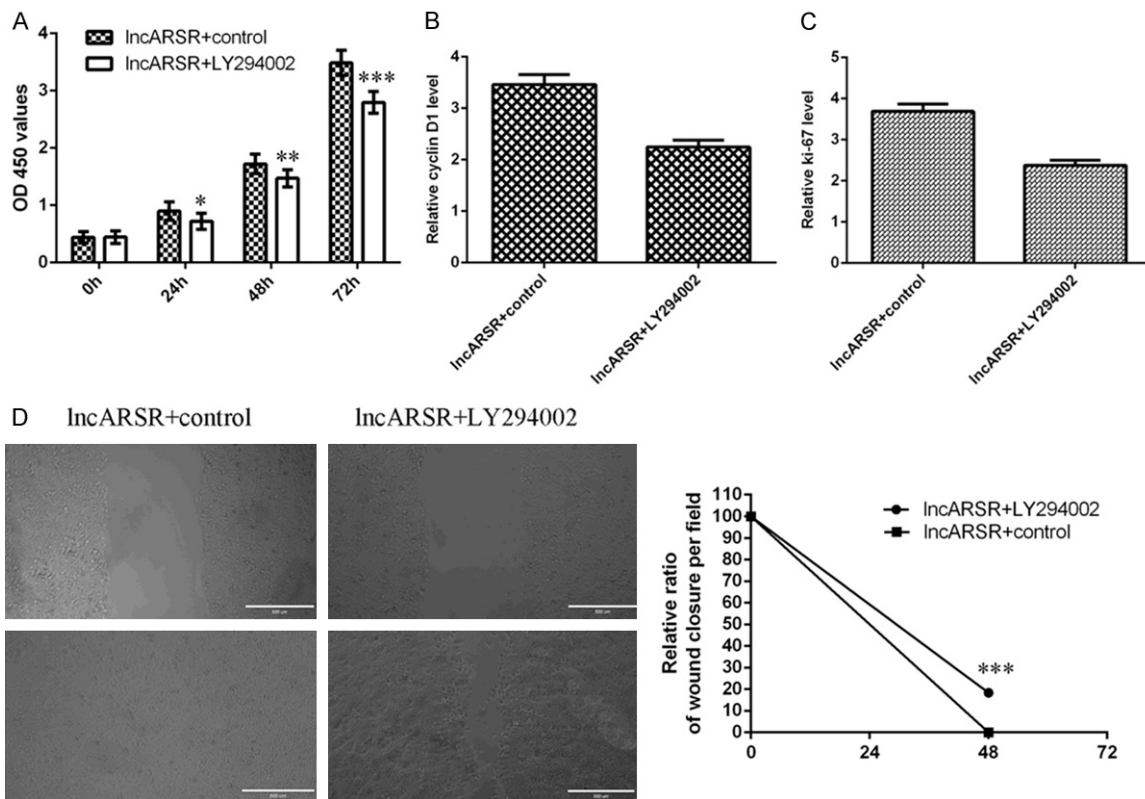 A
lncARSR+control
lncARSR+LY294002
OD 450 values
4
3
2
1
0
*
**
***
0h
24h
48h
72h
B
Relative cyclin D1 level
4
3
2
1
0
lncARSR+control
lncARSR+LY294002
C
Relative ki-67 level
5
4
3
2
1
0
lncARSR+control
lncARSR+LY294002
D
lncARSR+control
lncARSR+LY294002
Relative ratio
of wound closure per field
110
100
90
80
70
60
50
40
30
20
10
0
lncARSR+LY294002
lncARSR+control
***
0
24
48
72